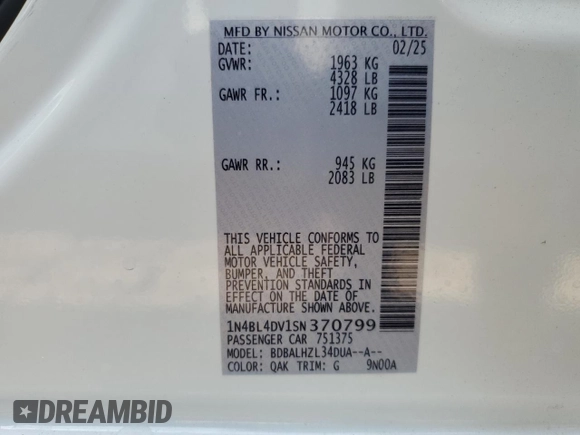 MFD BY NISSAN MOTOR CO., LTD.
DATE: 02/25
GVWR: 1963 KG
4328 LB
GAWR FR.: 1097 KG
2418 LB
GAWR RR.: 945 KG
2083 LB
THIS VEHICLE CONFORMS TO
ALL APPLICABLE FEDERAL
MOTOR VEHICLE SAFETY,
BUMPER, AND THEFT
PREVENTION STANDARDS IN
EFFECT ON THE DATE OF
MANUFACTURE SHOWN ABOVE.
1N4BL4DV1SN370799
PASSENGER CAR 751375
MODEL: BDBALHZL34DUA--A--
COLOR: QAK TRIM: G 9N00A
DREAMBID